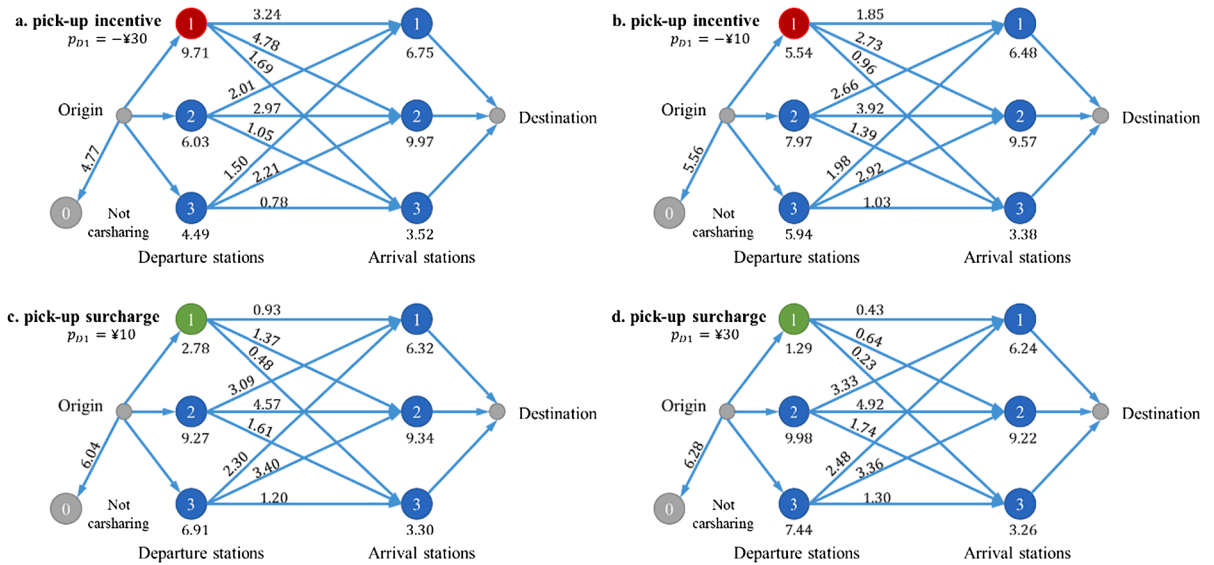 a. pick-up incentive
p_{D1} = −¥30
1
9.71
3.24
4.78
1.69
1
6.75
Origin
2
6.03
2.01
2.97
1.05
2
9.97
Destination
4.77
0
Not
carsharing
3
4.49
1.50
2.21
0.78
3
3.52
Departure stations
Arrival stations
b. pick-up incentive
p_{D1} = −¥10
1
5.54
1.85
2.73
0.96
1
6.48
Origin
2
7.97
2.66
3.92
1.39
2
9.57
Destination
5.56
0
Not
carsharing
3
5.94
1.98
2.92
1.03
3
3.38
Departure stations
Arrival stations
c. pick-up surcharge
p_{D1} = ¥10
1
2.78
0.93
1.37
0.48
1
6.32
Origin
2
9.27
3.09
4.57
1.61
2
9.34
Destination
6.04
0
Not
carsharing
3
6.91
2.30
3.40
1.20
3
3.30
Departure stations
Arrival stations
d. pick-up surcharge
p_{D1} = ¥30
1
1.29
0.43
0.64
0.23
1
6.24
Origin
2
9.98
3.33
4.92
1.74
2
9.22
Destination
6.28
0
Not
carsharing
3
7.44
2.48
3.36
1.30
3
3.26
Departure stations
Arrival stations